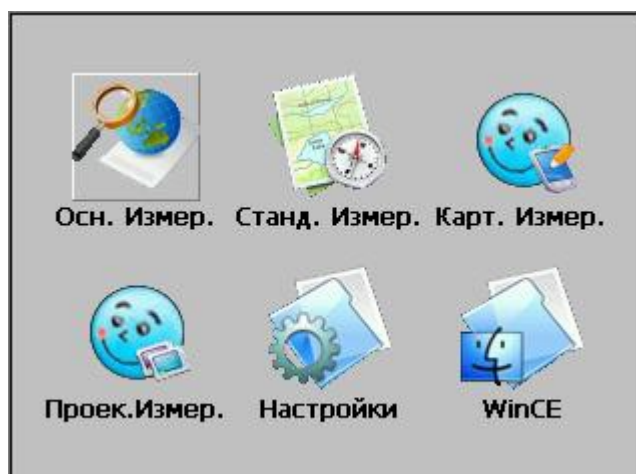 Осн. Измер. Станд. Измер. Карт. Измер.
Проек.Измер. Настройки WinCE